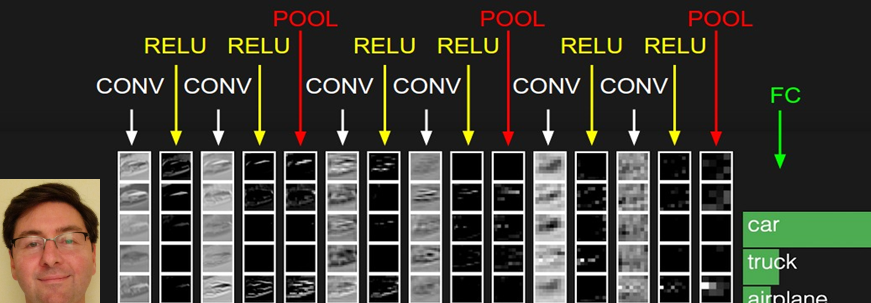 POOL POOL POOL
RELU RELU RELU RELU RELU RELU
CONV CONV CONV CONV CONV CONV
FC
car
truck
airplane